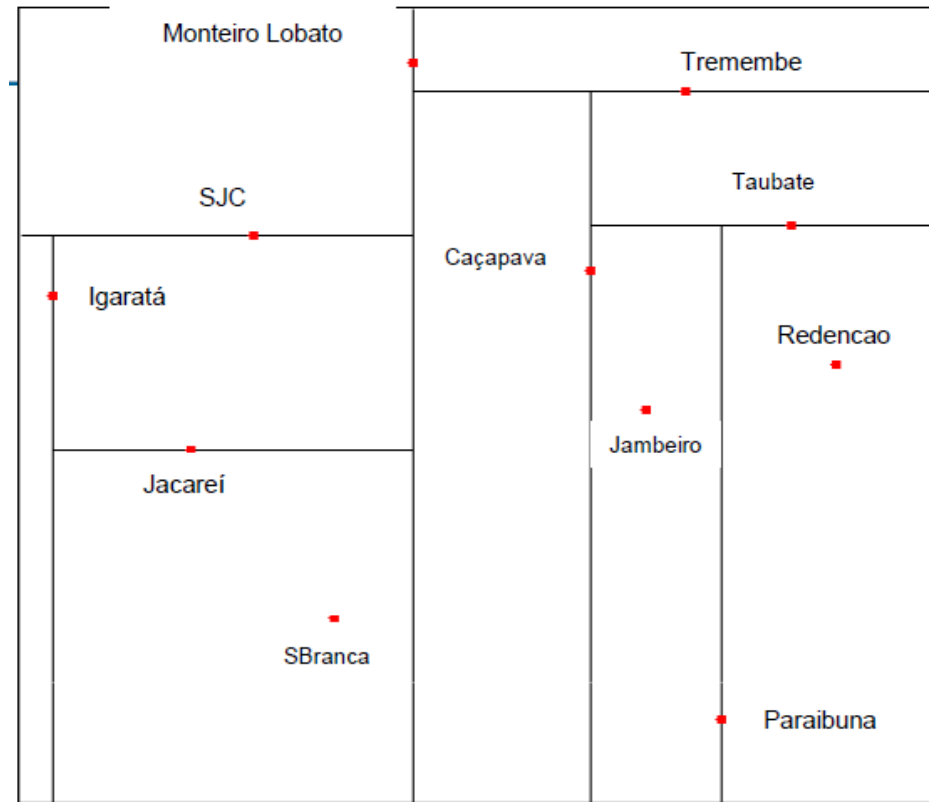 Monteiro Lobato
Tremembe
Taubate
SJC
Caçapava
Igaratá
Redencao
Jambeiro
Jacareí
SBranca
Paraibuna